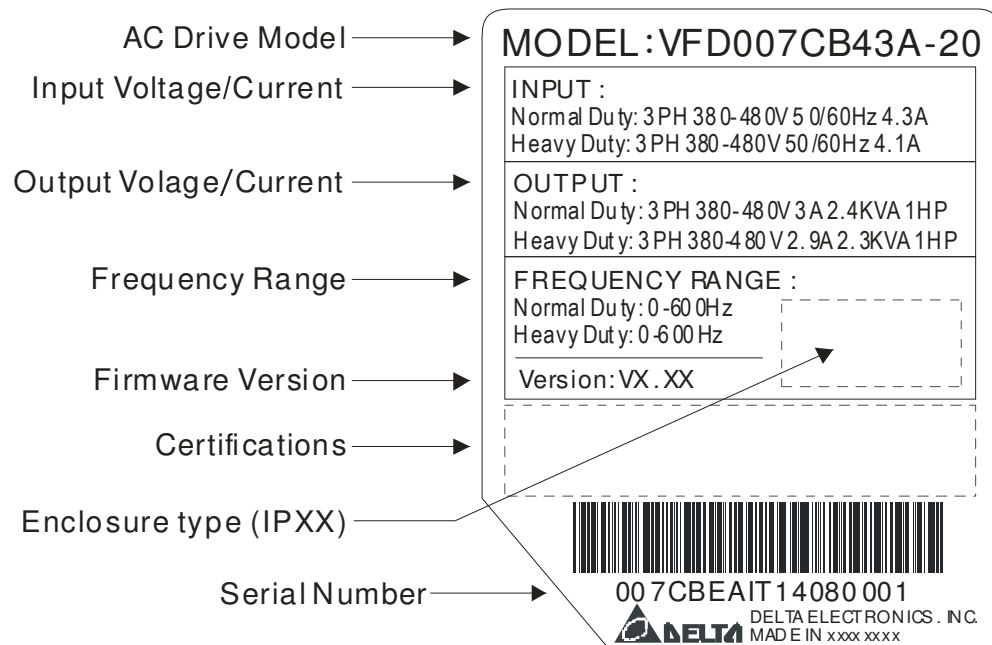 AC Drive Model
MODEL:VFD007CB43A-20
Input Voltage/Current
INPUT :
Normal Duty: 3PH 380-480V 50/60Hz 4.3A
Heavy Duty: 3PH 380-480V 50/60Hz 4.1A
Output Volage/Current
OUTPUT :
Normal Duty: 3PH 380-480V 3A 2.4KVA 1HP
Heavy Duty: 3PH 380-480V 2.9A 2.3KVA 1HP
Frequency Range
FREQUENCY RANGE :
Normal Duty: 0-600Hz
Heavy Duty: 0-600Hz
Firmware Version
Version: VX.XX
Certifications
Enclosure type (IPXX)
Serial Number
007CBEAIT14080001
DELTA
DELTA ELECTRONICS. INC.
MADE IN xxxx xxxx